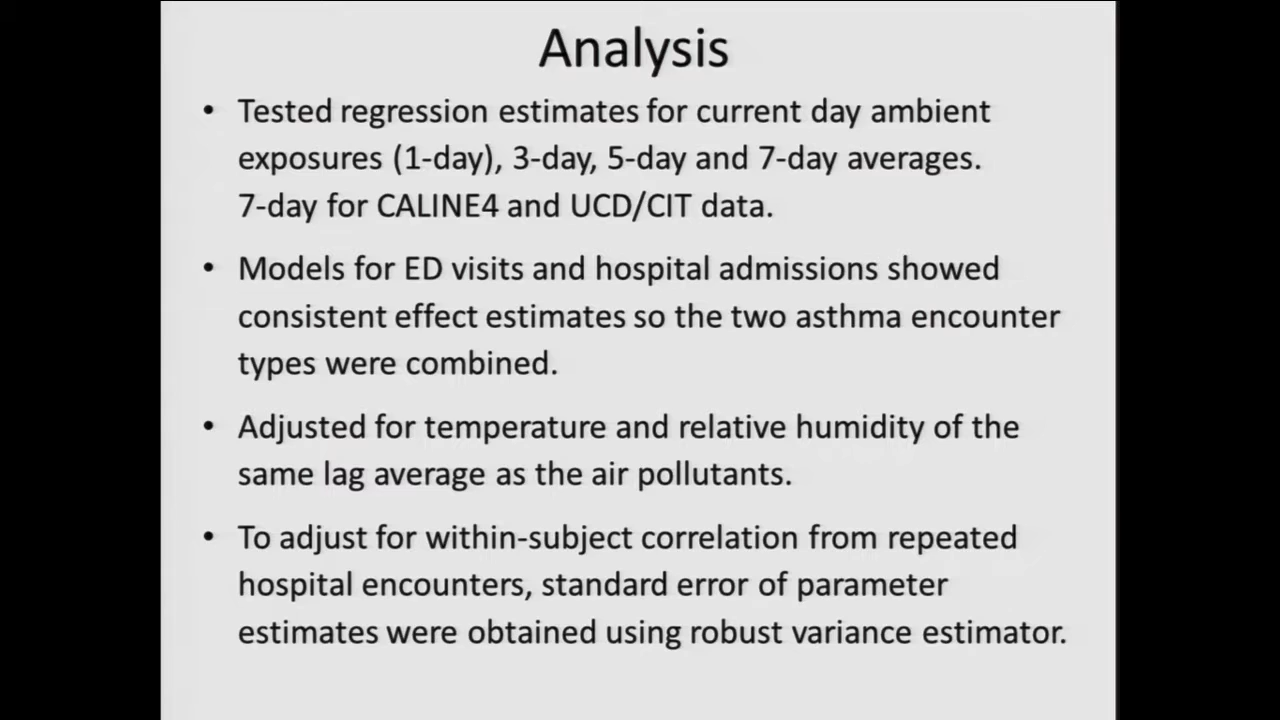 Analysis
• Tested regression estimates for current day ambient
exposures (1-day), 3-day, 5-day and 7-day averages.
7-day for CALINE4 and UCD/CIT data.
• Models for ED visits and hospital admissions showed
consistent effect estimates so the two asthma encounter
types were combined.
• Adjusted for temperature and relative humidity of the
same lag average as the air pollutants.
• To adjust for within-subject correlation from repeated
hospital encounters, standard error of parameter
estimates were obtained using robust variance estimator.